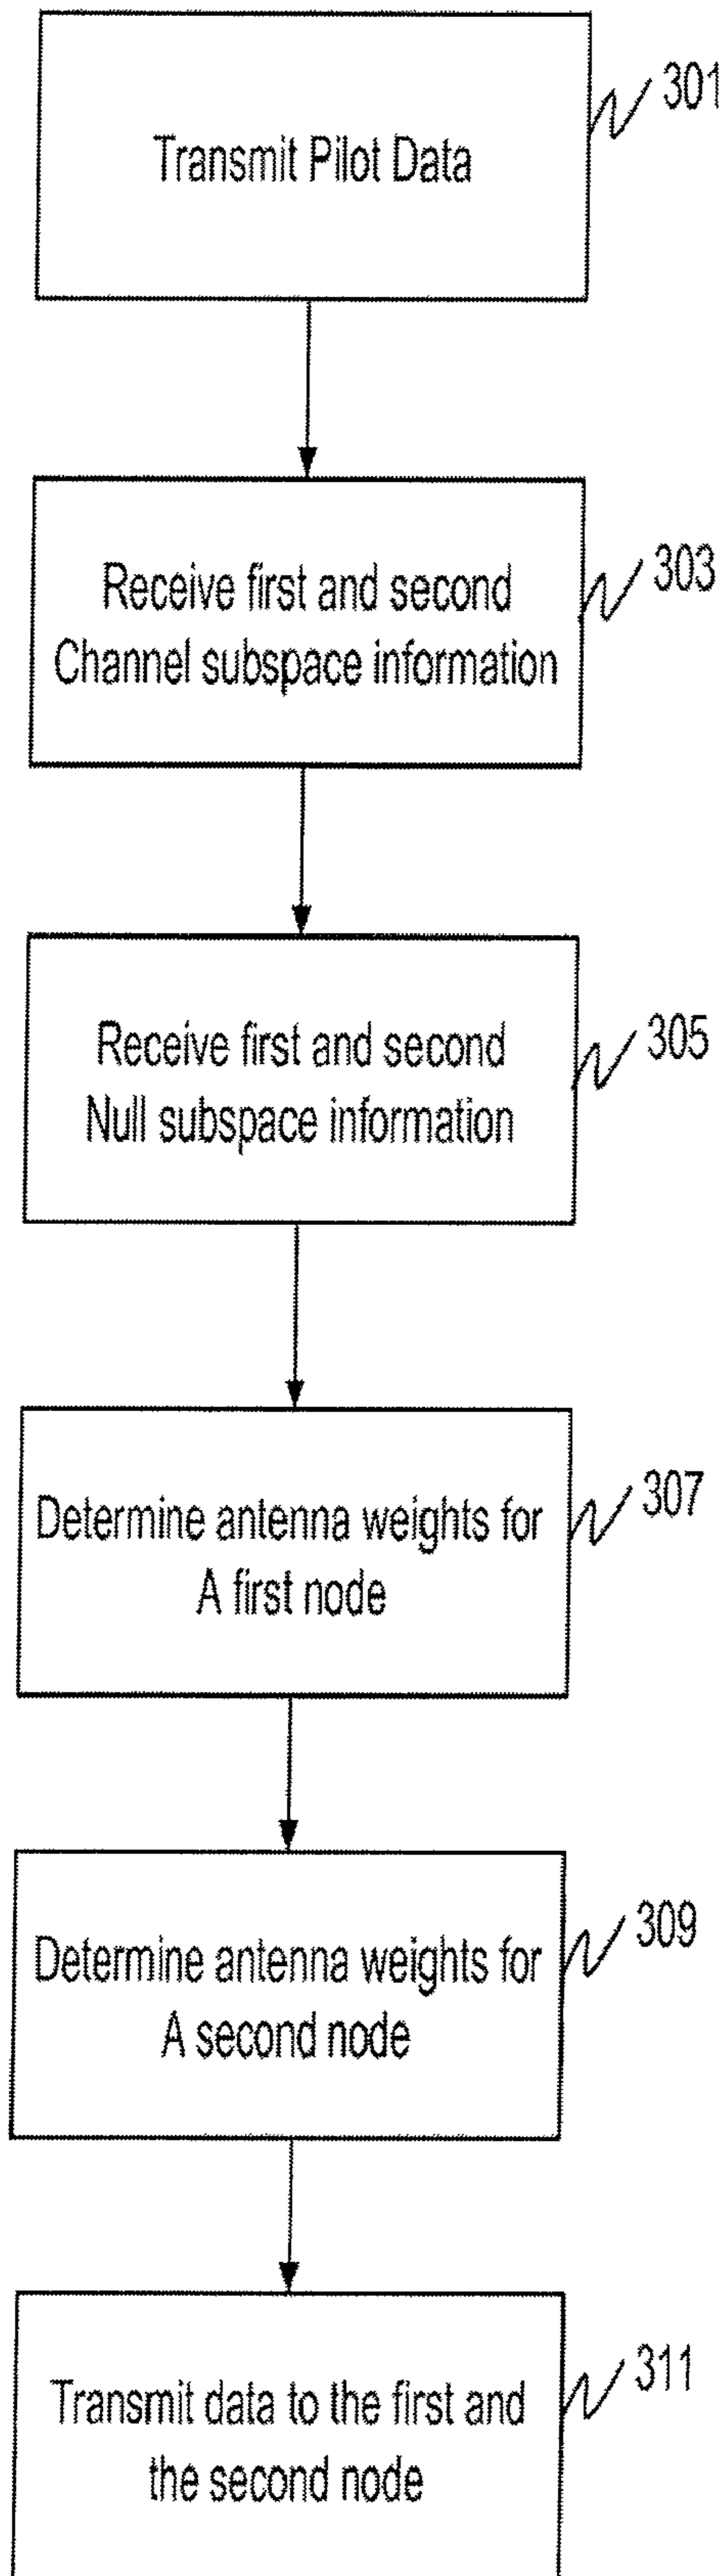 301
Transmit Pilot Data
303
Receive first and second
Channel subspace information
305
Receive first and second
Null subspace information
307
Determine antenna weights for
A first node
309
Determine antenna weights for
A second node
311
Transmit data to the first and
the second node